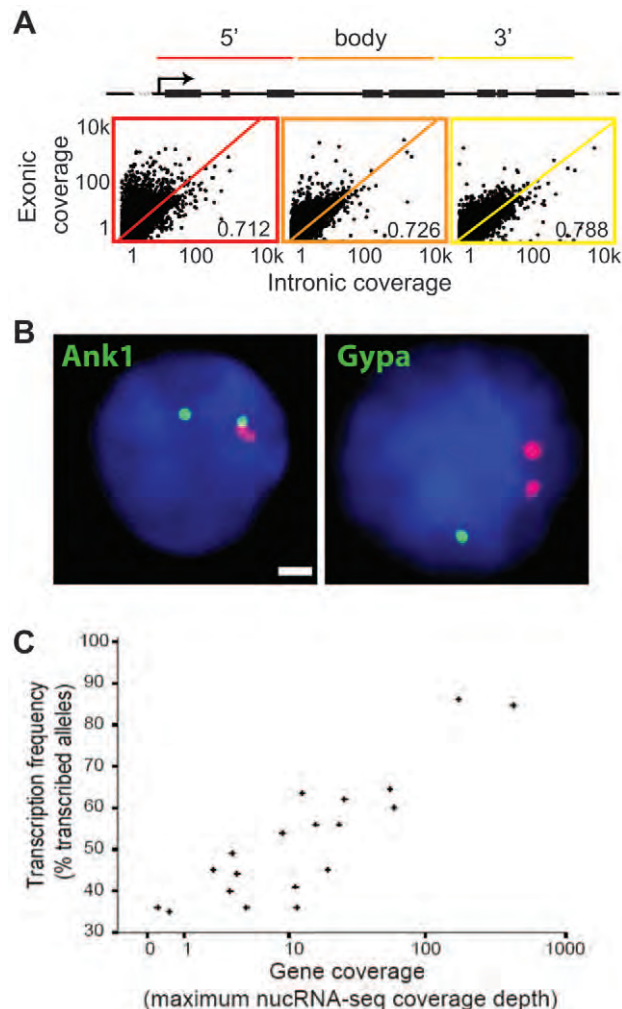 A
5' body 3'
Exonic
coverage
10k
100
1
0.712 0.726 0.788
1 100 10k 1 100 10k 1 100 10k
Intronic coverage
B
Ank1 Gypa
C
Transcription frequency
(% transcribed alleles)
100
90
80
70
60
50
40
30
0 1 10 100 1000
Gene coverage
(maximum nucRNA-seq coverage depth)